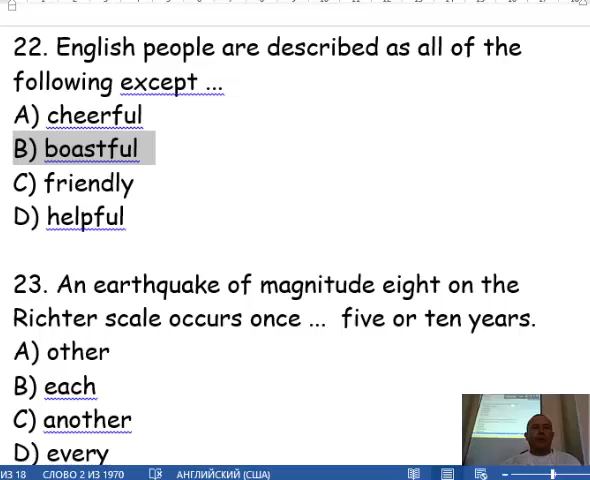 22. English people are described as all of the
following except ...
A) cheerful
B) boastful
C) friendly
D) helpful
23. An earthquake of magnitude eight on the
Richter scale occurs once ... five or ten years.
A) other
B) each
C) another
D) every
ИЗ 18 СЛОВО 2 ИЗ 1970 АНГЛИЙСКИЙ (США)